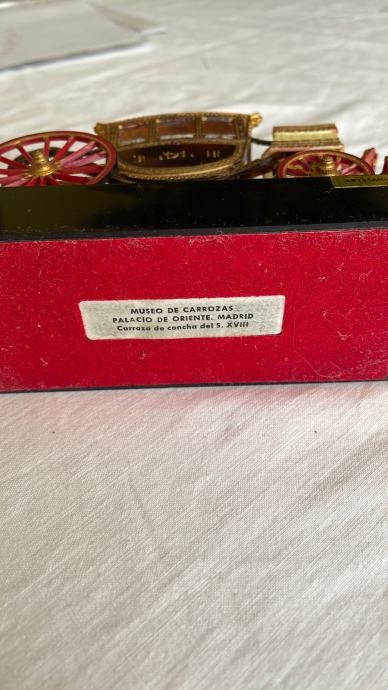 MUSEO DE CARROZAS
PALACIO DE ORIENTE. MADRID
Carroza de concha del S. XVIII